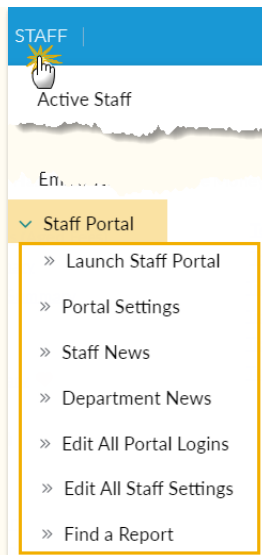 STAFF
Active Staff
Staff Portal
» Launch Staff Portal
» Portal Settings
» Staff News
» Department News
» Edit All Portal Logins
» Edit All Staff Settings
» Find a Report